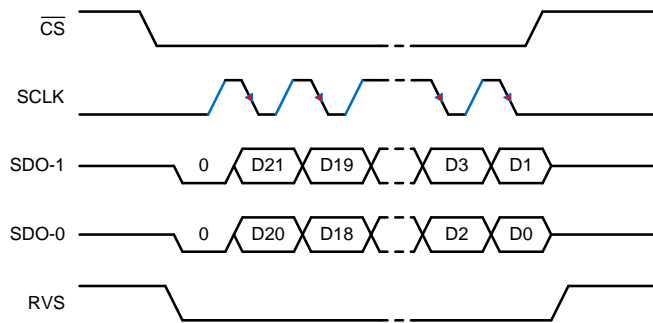 CS
SCLK
SDO-1 0 D21 D19 D3 D1
SDO-0 0 D20 D18 D2 D0
RVS